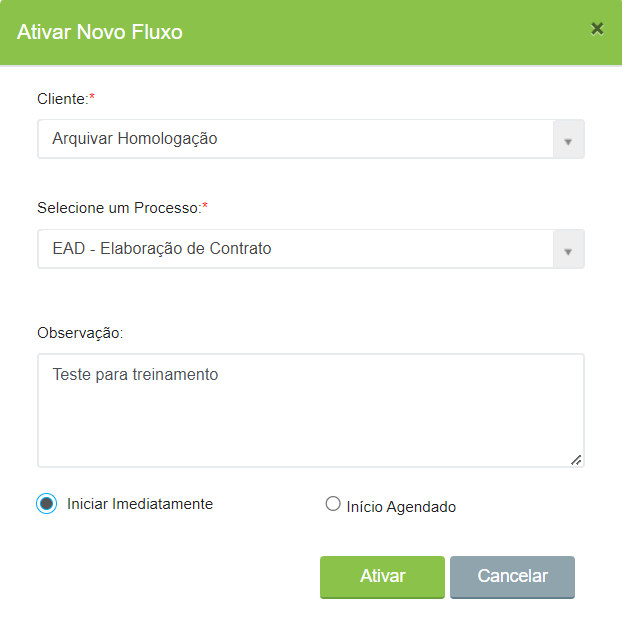 Ativar Novo Fluxo
Cliente:*
Arquivar Homologação
Selecione um Processo:*
EAD - Elaboração de Contrato
Observação:
Teste para treinamento
Iniciar Imediatamente
Início Agendado
Ativar
Cancelar